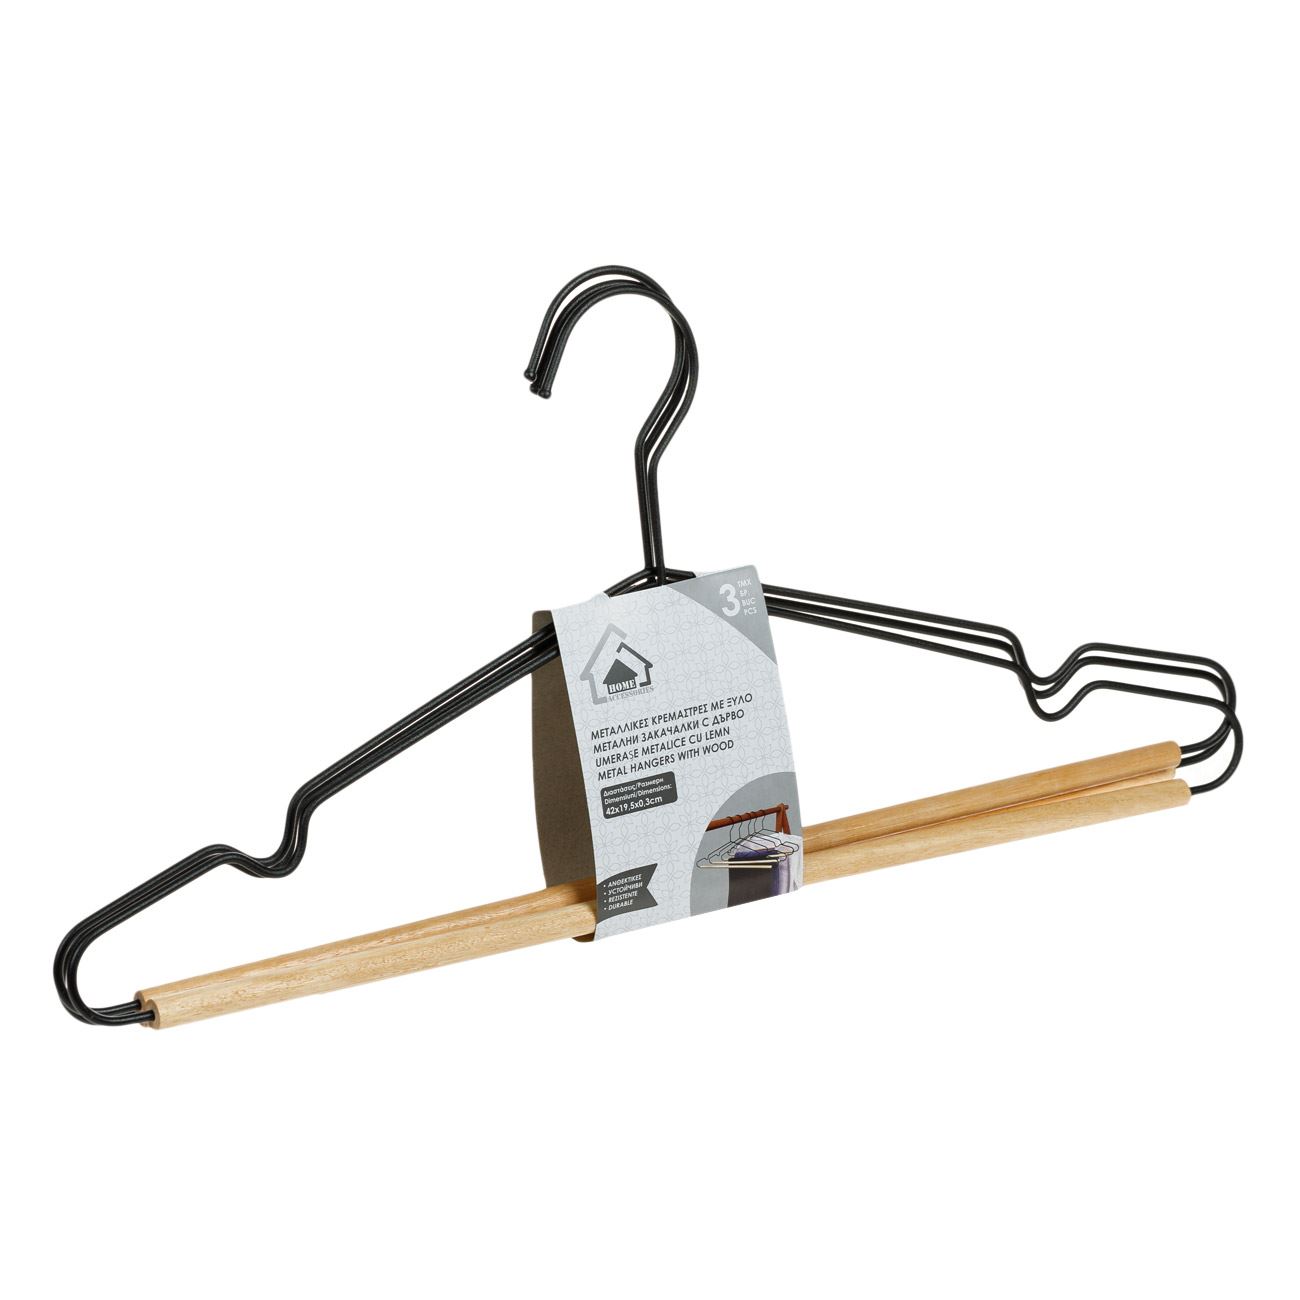 3 ΤΜΧ
БР.
BUC
PCS
HOME
ACCESSORIES
ΜΕΤΑΛΛΙΚΕΣ ΚΡΕΜΑΣΤΡΕΣ ΜΕ ΞΥΛΟ
МЕТАЛНИ ЗАКАЧАЛКИ С ДЪРВО
UMERAȘE METALICE CU LEMN
METAL HANGERS WITH WOOD
Διαστάσεις/Размери
Dimensiuni/Dimensions:
42x19,5x0,3cm
• ΑΝΘΕΚΤΙΚΕΣ
• УСТОЙЧИВИ
• REZISTENTE
• DURABLE